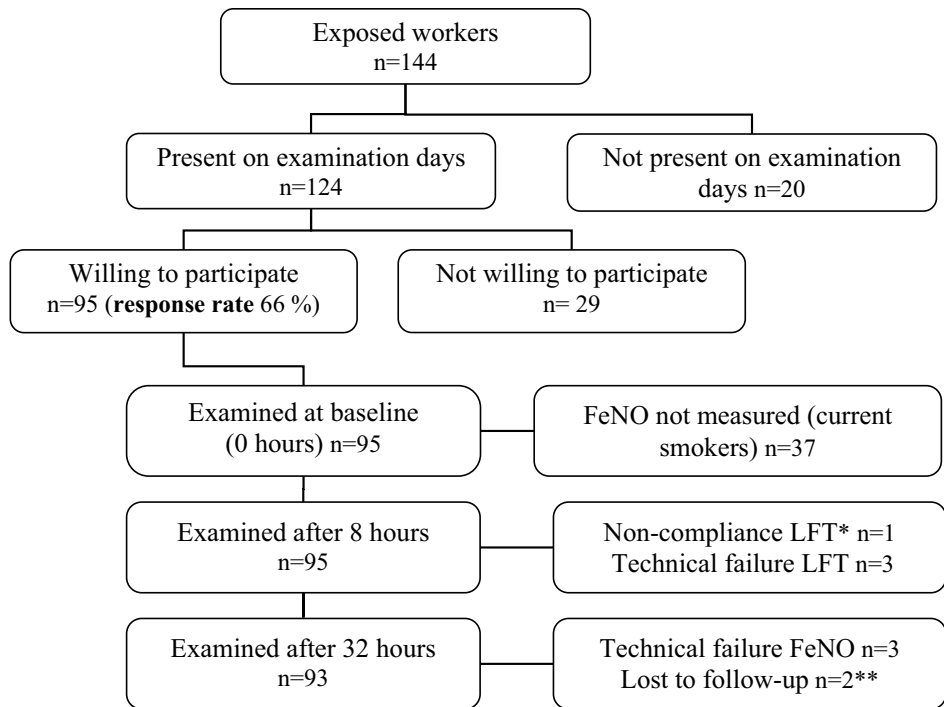 Exposed workers
n=144
Present on examination days
n=124
Not present on examination
days n=20
Willing to participate
n=95 (response rate 66 %)
Not willing to participate
n= 29
Examined at baseline
(0 hours) n=95
FeNO not measured (current
smokers) n=37
Examined after 8 hours
n=95
Non-compliance LFT* n=1
Technical failure LFT n=3
Examined after 32 hours
n=93
Technical failure FeNO n=3
Lost to follow-up n=2**